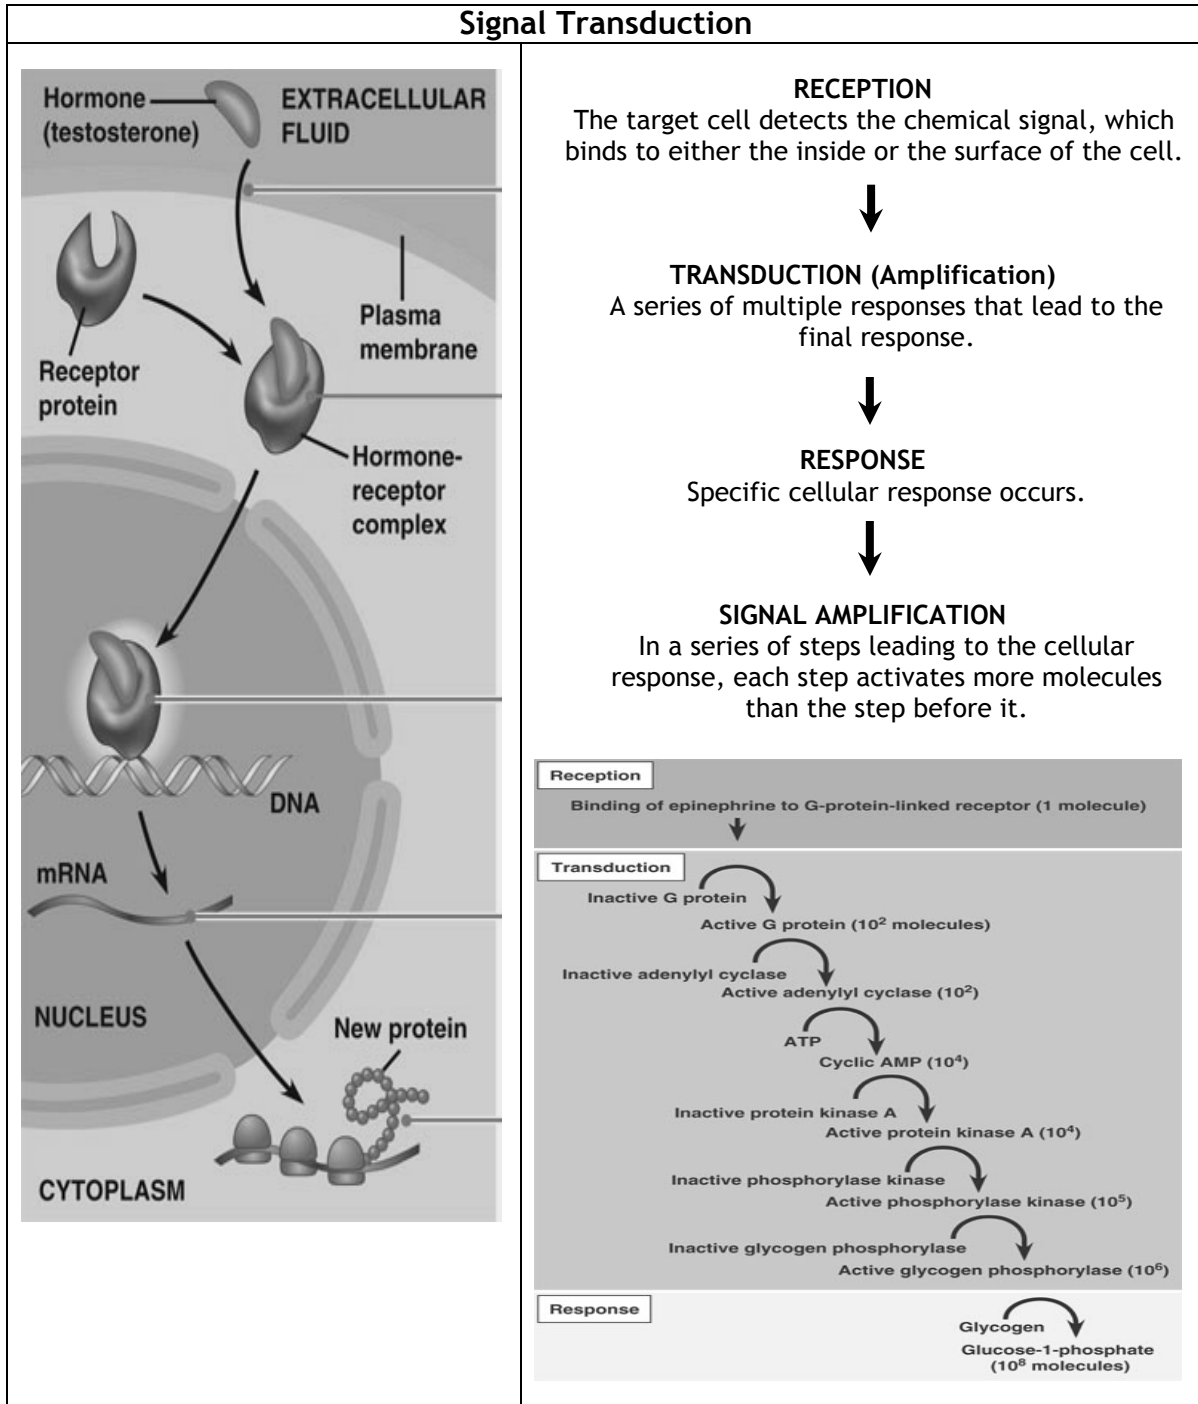 Signal Transduction
Hormone
(testosterone)
EXTRACELLULAR
FLUID
Plasma
membrane
Receptor
protein
Hormone-
receptor
complex
DNA
mRNA
NUCLEUS
New protein
CYTOPLASM
RECEPTION
The target cell detects the chemical signal, which
binds to either the inside or the surface of the cell.
TRANSDUCTION (Amplification)
A series of multiple responses that lead to the
final response.
RESPONSE
Specific cellular response occurs.
SIGNAL AMPLIFICATION
In a series of steps leading to the cellular
response, each step activates more molecules
than the step before it.
Reception
Binding of epinephrine to G-protein-linked receptor (1 molecule)
Transduction
Inactive G protein
Active G protein (10² molecules)
Inactive adenylyl cyclase
Active adenylyl cyclase (10²)
ATP
Cyclic AMP (10⁴)
Inactive protein kinase A
Active protein kinase A (10⁴)
Inactive phosphorylase kinase
Active phosphorylase kinase (10⁵)
Inactive glycogen phosphorylase
Active glycogen phosphorylase (10⁶)
Response
Glycogen
Glucose-1-phosphate
(10⁸ molecules)